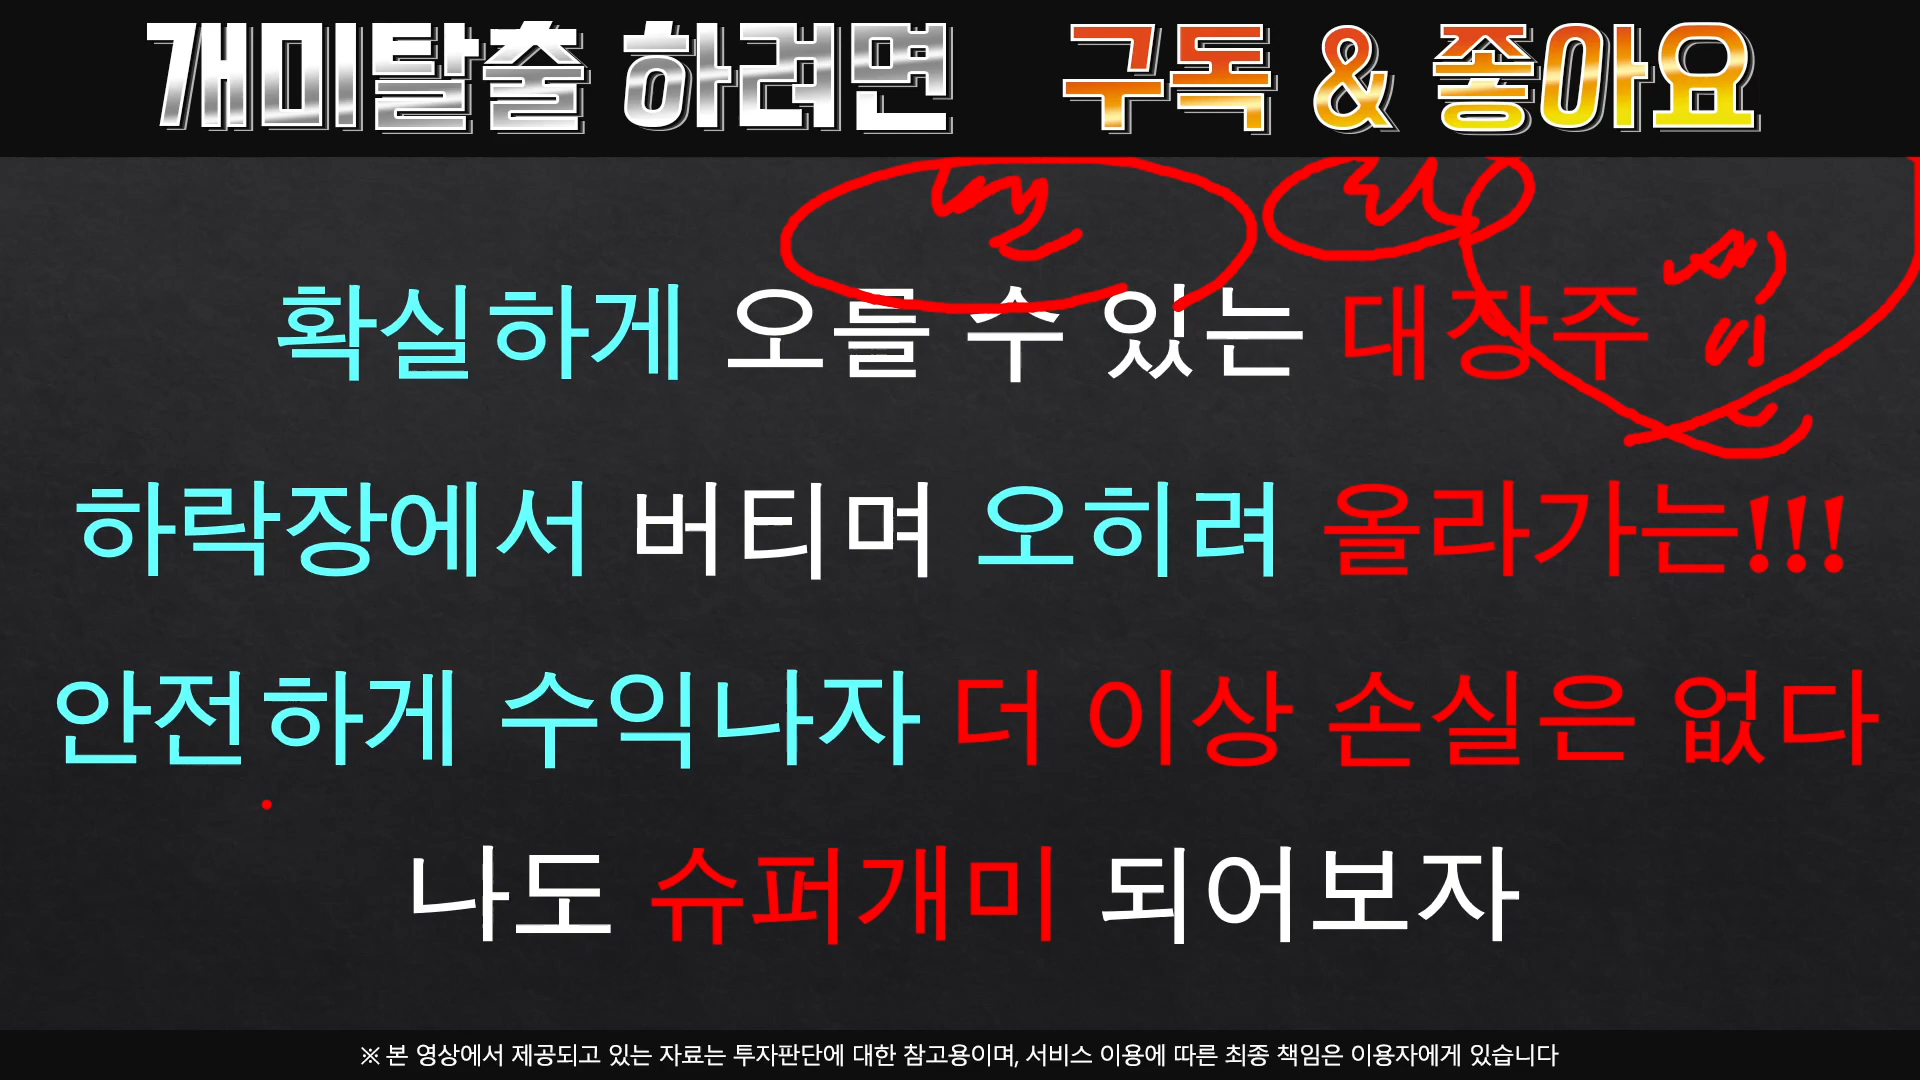 개미탈출 하려면 구독 & 좋아요
확실하게 오를 수 있는 대장주
하락장에서 버티며 오히려 올라가는!!!
안전하게 수익나자 더 이상 손실은 없다
나도 슈퍼개미 되어보자
※ 본 영상에서 제공되고 있는 자료는 투자판단에 대한 참고용이며, 서비스 이용에 따른 최종 책임은 이용자에게 있습니다